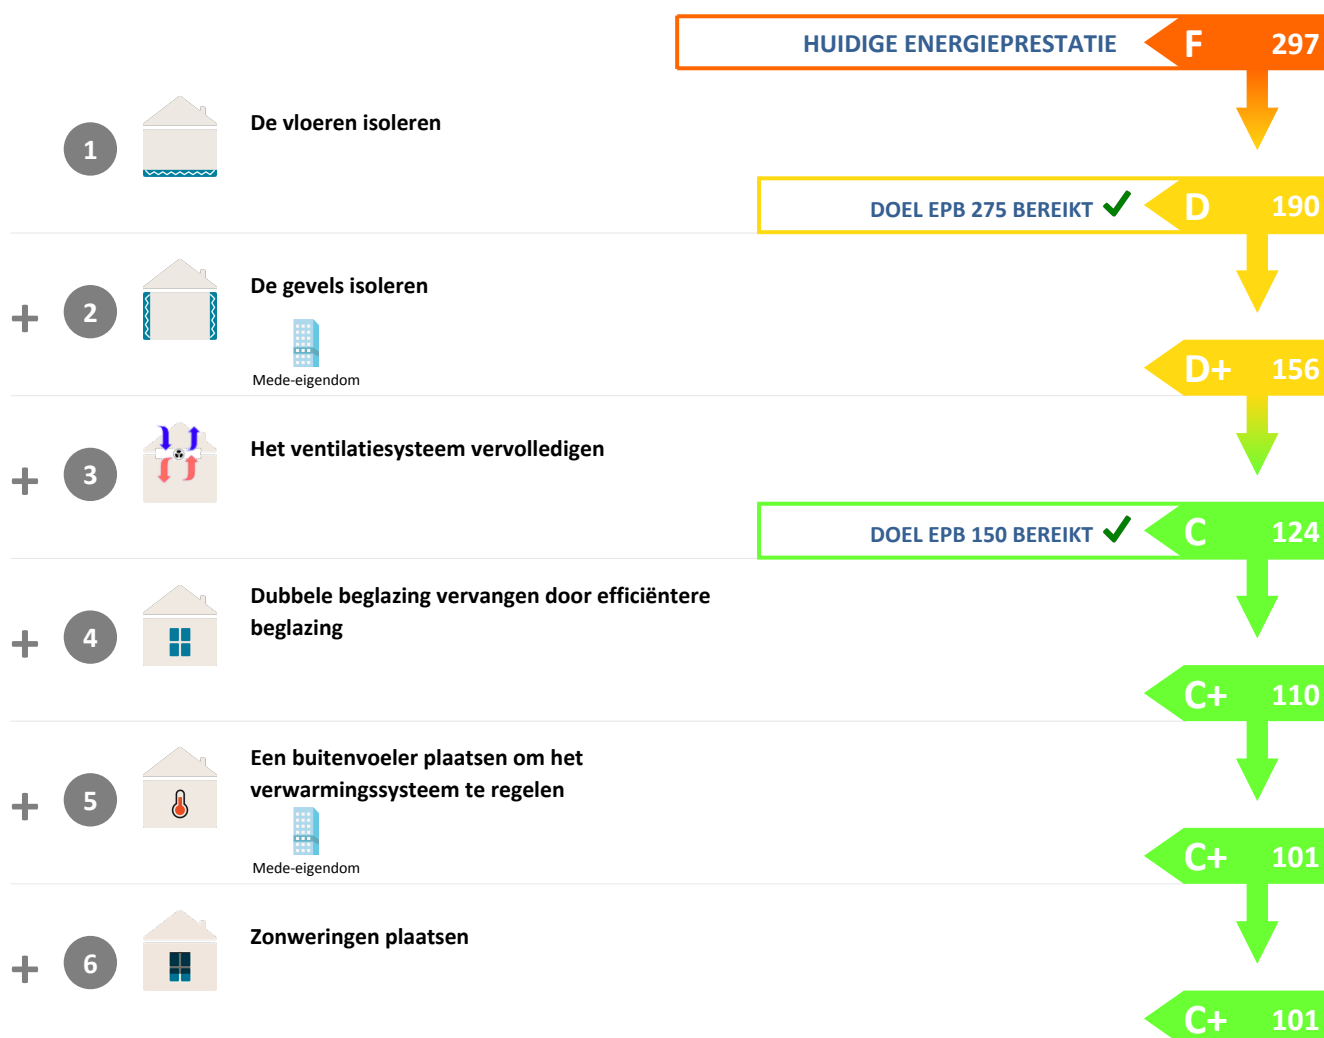 HUIDIGE ENERGIEPRESTATIE F 297
1 De vloeren isoleren
DOEL EPB 275 BEREIKT ✔ D 190
+ 2 De gevels isoleren
Mede-eigendom
D+ 156
+ 3 Het ventilatiesysteem vervolledigen
DOEL EPB 150 BEREIKT ✔ C 124
+ 4 Dubbele beglazing vervangen door efficiëntere
beglazing
C+ 110
+ 5 Een buitenvoeler plaatsen om het
verwarmingssysteem te regelen
Mede-eigendom
C+ 101
+ 6 Zonweringen plaatsen
C+ 101